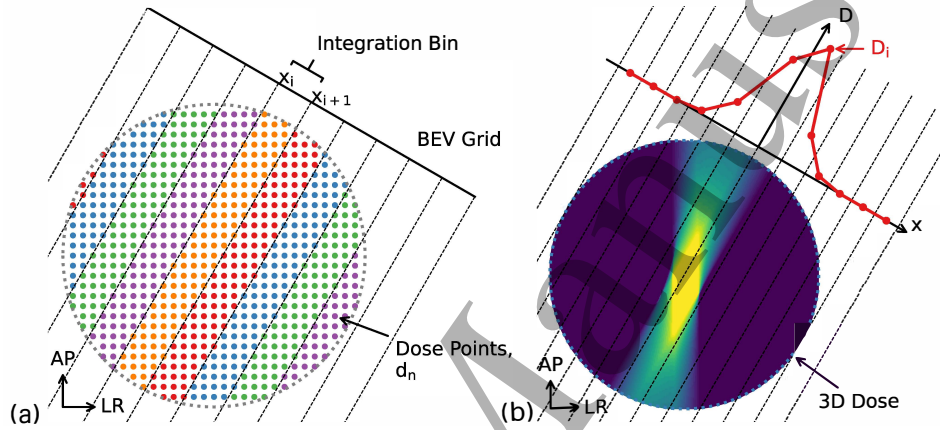 Integration Bin
x_i
x_{i+1}
BEV Grid
Dose Points,
d_n
AP
LR
(a)
D
D_i
x
AP
LR
3D Dose
(b)